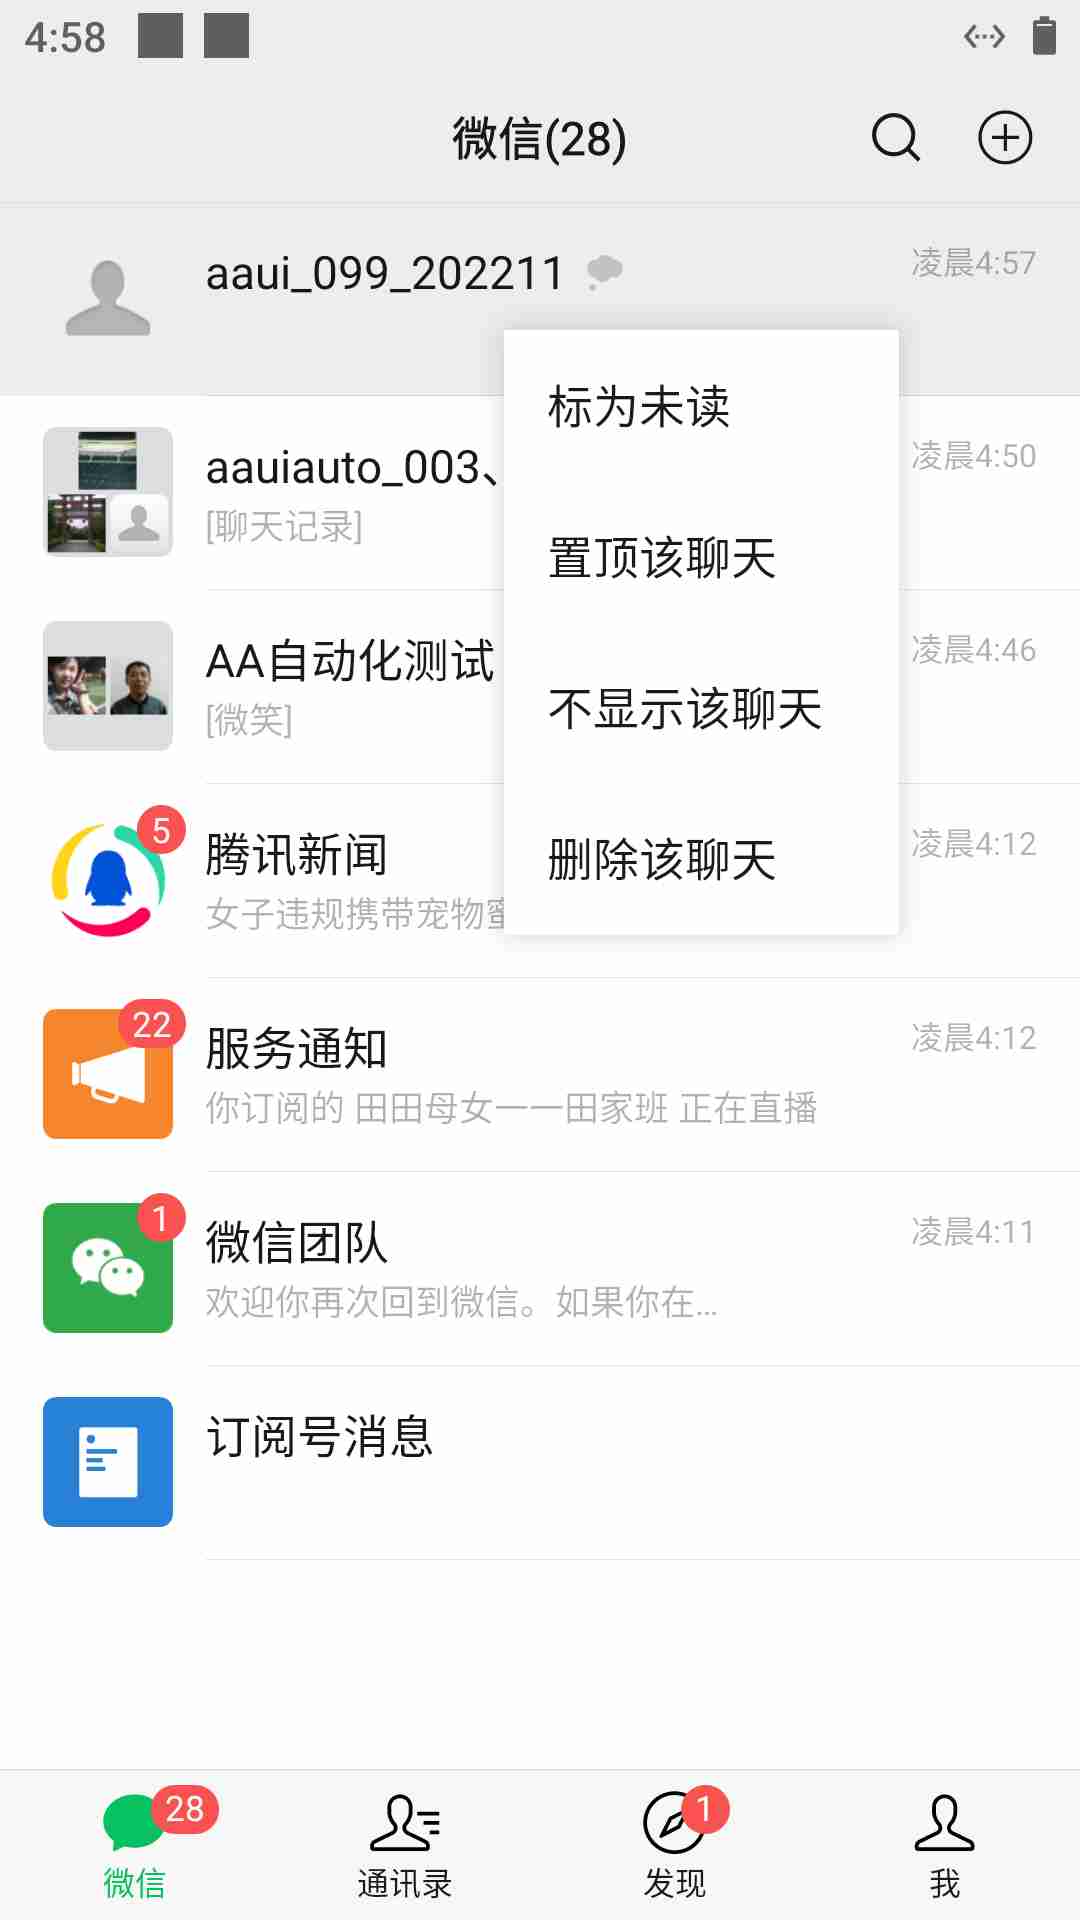 4:58
微信(28)
aaui_099_202211
凌晨4:57
标为未读
aauiauto_003、
凌晨4:50
[聊天记录]
置顶该聊天
AA自动化测试
凌晨4:46
[微笑]
不显示该聊天
5
腾讯新闻
凌晨4:12
删除该聊天
女子违规携带宠物
22
服务通知
凌晨4:12
你订阅的 田田母女一一田家班 正在直播
1
微信团队
凌晨4:11
欢迎你再次回到微信。如果你在...
订阅号消息
28
1
微信
通讯录
发现
我